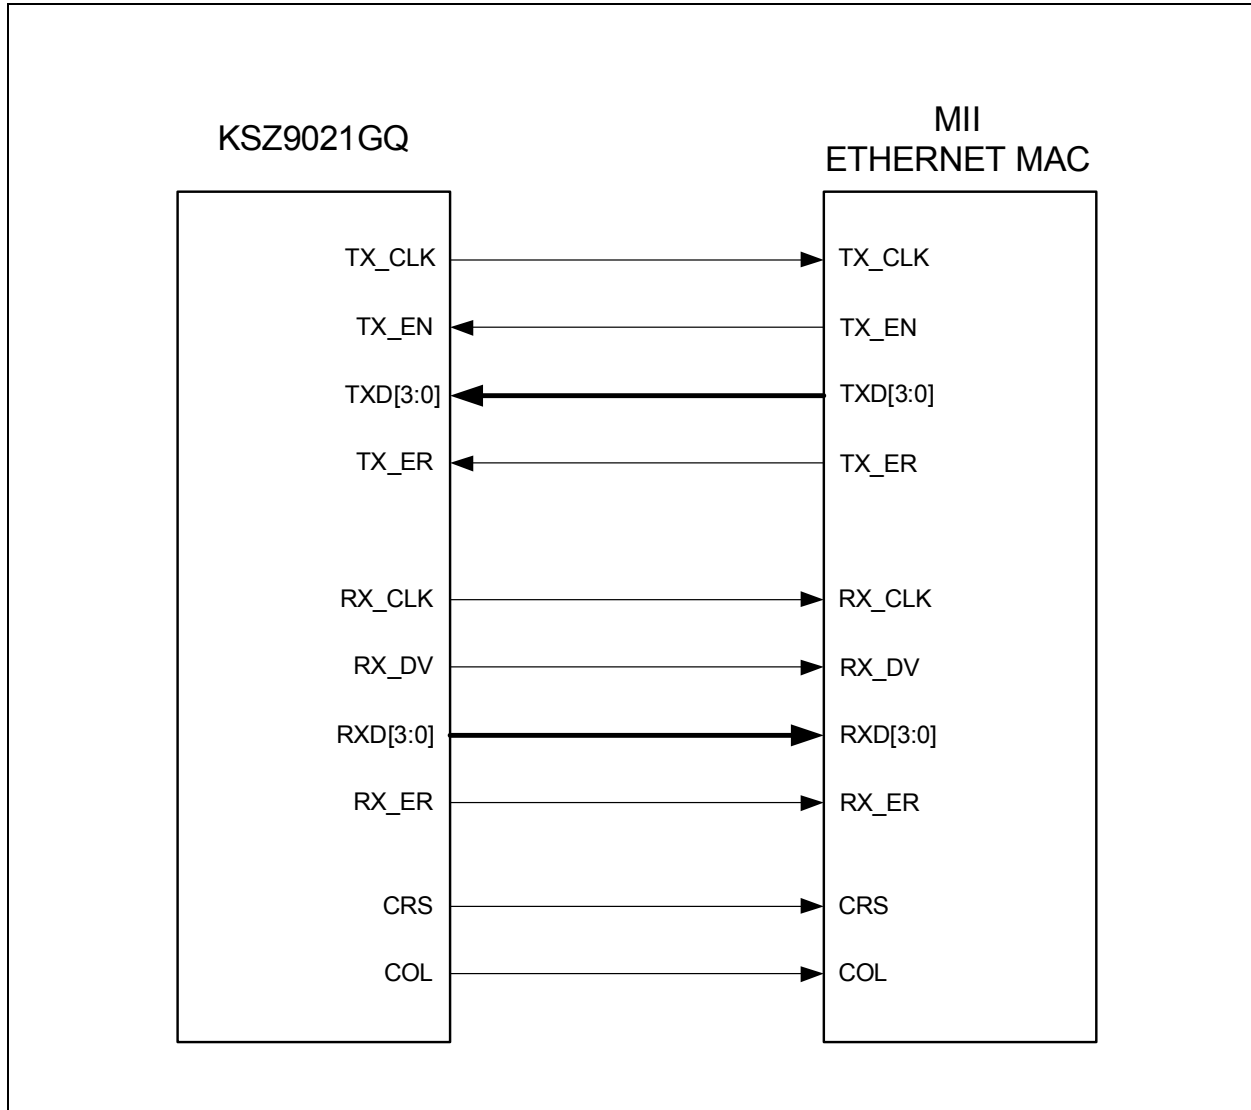 KSZ9021GQ
MII
ETHERNET MAC
TX_CLK TX_CLK
TX_EN TX_EN
TXD[3:0] TXD[3:0]
TX_ER TX_ER
RX_CLK RX_CLK
RX_DV RX_DV
RXD[3:0] RXD[3:0]
RX_ER RX_ER
CRS CRS
COL COL